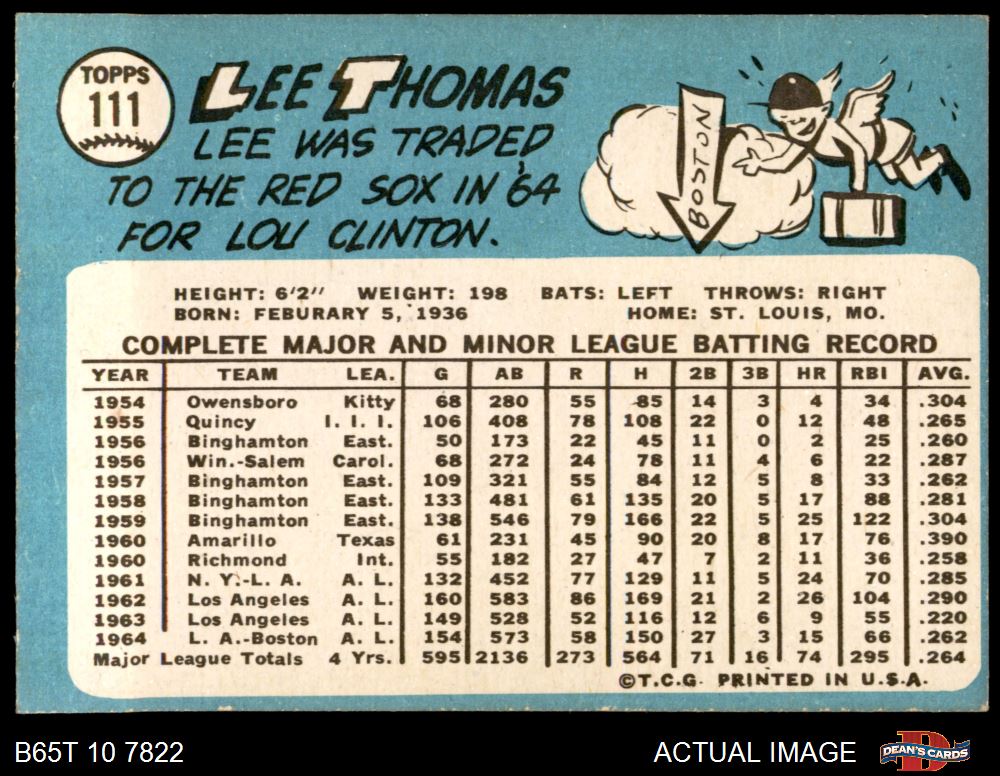 TOPPS
111
LEE THOMAS
LEE WAS TRADED
TO THE RED SOX IN '64
FOR LOU CLINTON.
BOSTON
HEIGHT: 6'2" WEIGHT: 198 BATS: LEFT THROWS: RIGHT
BORN: FEBURARY 5, 1936 HOME: ST. LOUIS, MO.
COMPLETE MAJOR AND MINOR LEAGUE BATTING RECORD
YEAR TEAM LEA. G AB R H 2B 3B HR RBI AVG.
1954 Owensboro Kitty 68 280 55 85 14 3 4 34 .304
1955 Quincy I. I. I. 106 408 78 108 22 0 12 48 .265
1956 Binghamton East. 50 173 22 45 11 0 2 25 .260
1956 Win.-Salem Carol. 68 272 24 78 11 4 6 22 .287
1957 Binghamton East. 109 321 55 84 12 5 8 33 .262
1958 Binghamton East. 133 481 61 135 20 5 17 88 .281
1959 Binghamton East. 138 546 79 166 22 5 25 122 .304
1960 Amarillo Texas 61 231 45 90 20 8 17 76 .390
1960 Richmond Int. 55 182 27 47 7 2 11 36 .258
1961 N. Y.-L. A. A. L. 132 452 77 129 11 5 24 70 .285
1962 Los Angeles A. L. 160 583 86 169 21 2 26 104 .290
1963 Los Angeles A. L. 149 528 52 116 12 6 9 55 .220
1964 L. A.-Boston A. L. 154 573 58 150 27 3 15 66 .262
Major League Totals 4 Yrs. 595 2136 273 564 71 16 74 295 .264
©T.C.G. PRINTED IN U.S.A.
B65T 10 7822
ACTUAL IMAGE
D
DEAN'S CARDS